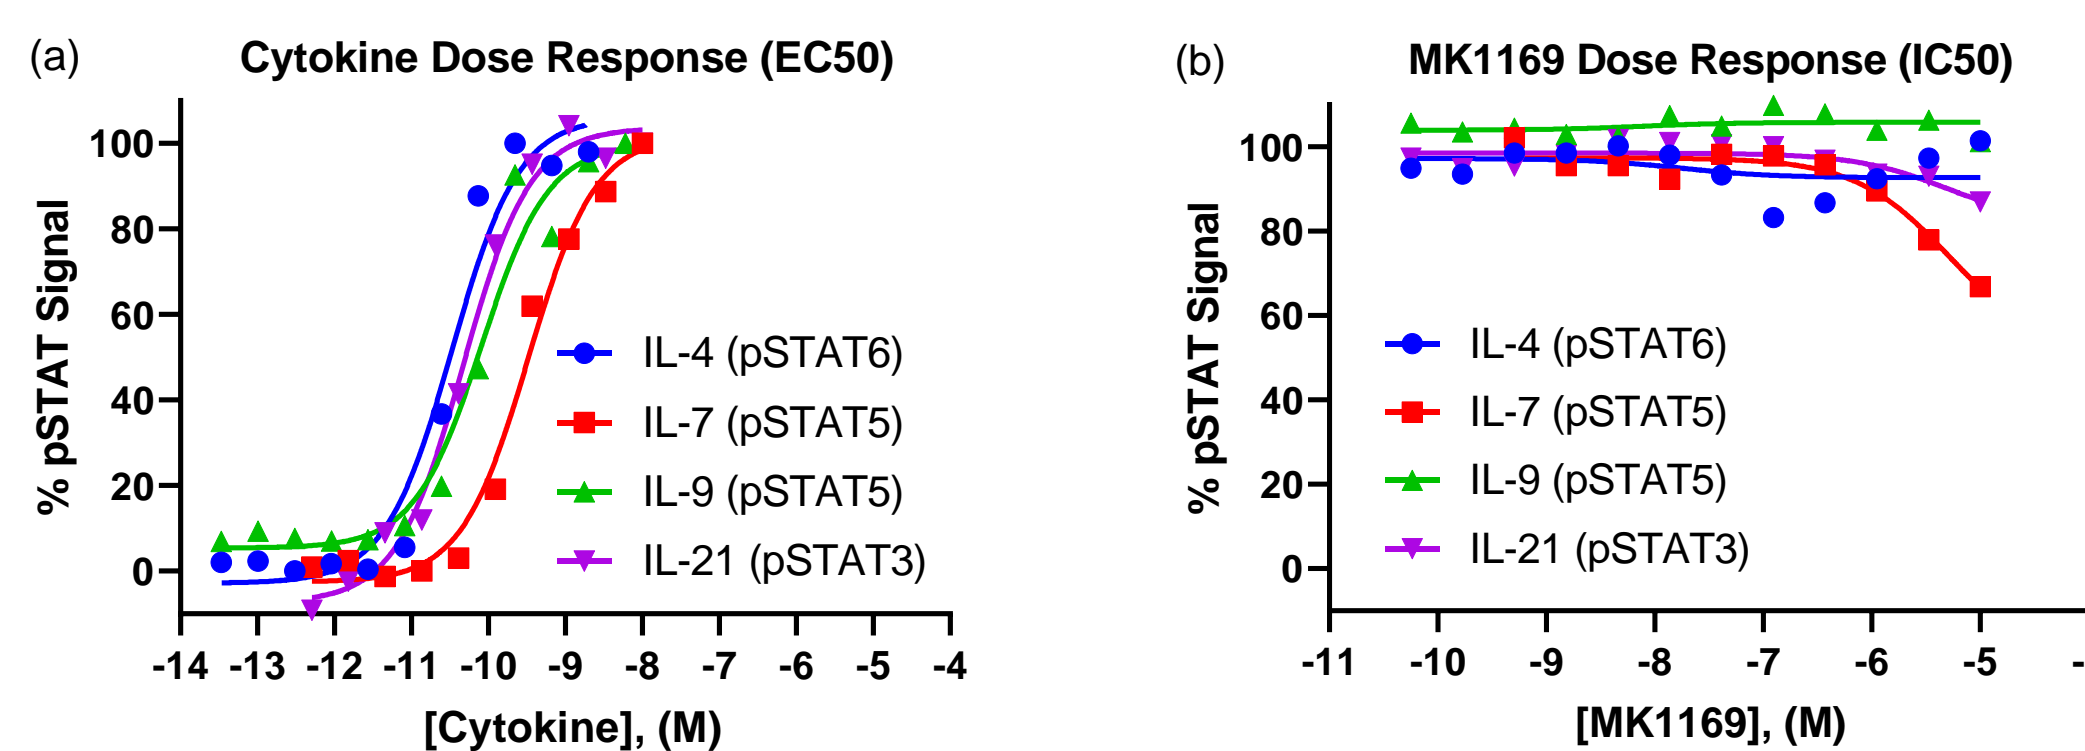 (a)
Cytokine Dose Response (EC50)
% pSTAT Signal
100
80
60
40
20
0
IL-4 (pSTAT6)
IL-7 (pSTAT5)
IL-9 (pSTAT5)
IL-21 (pSTAT3)
-14 -13 -12 -11 -10 -9 -8 -7 -6 -5 -4
[Cytokine], (M)
(b)
MK1169 Dose Response (IC50)
% pSTAT Signal
100
80
60
40
20
0
IL-4 (pSTAT6)
IL-7 (pSTAT5)
IL-9 (pSTAT5)
IL-21 (pSTAT3)
-11 -10 -9 -8 -7 -6 -5
[MK1169], (M)